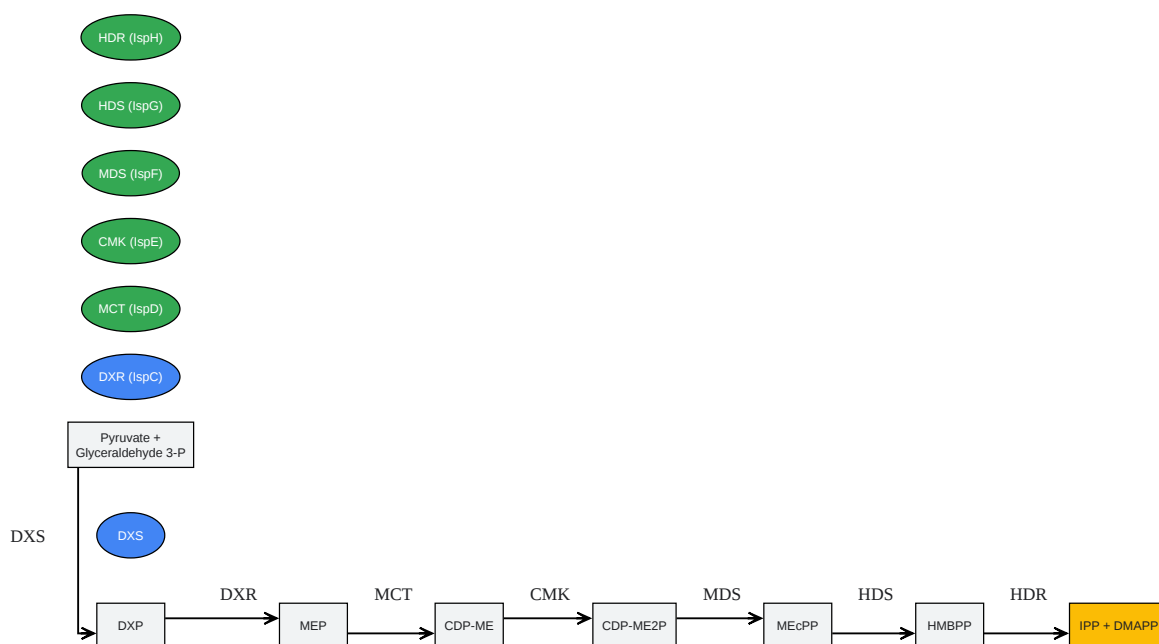 HDR (IspH)
HDS (IspG)
MDS (IspF)
CMK (IspE)
MCT (IspD)
DXR (IspC)
Pyruvate +
Glyceraldehyde 3-P
DXS
DXS
DXR
MCT
CMK
MDS
HDS
HDR
DXP
MEP
CDP-ME
CDP-ME2P
MEcPP
HMBPP
IPP + DMAPP